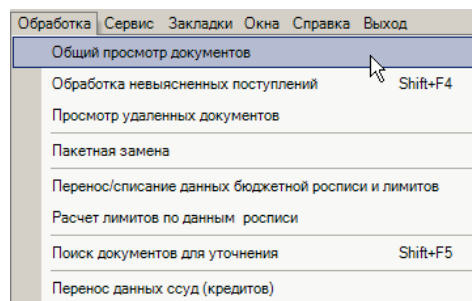 Обработка Сервис Закладки Окна Справка Выход
Общий просмотр документов
Обработка невыясненных поступлений Shift+F4
Просмотр удаленных документов
Пакетная замена
Перенос/списание данных бюджетной росписи и лимитов
Расчет лимитов по данным росписи
Поиск документов для уточнения Shift+F5
Перенос данных ссуд (кредитов)